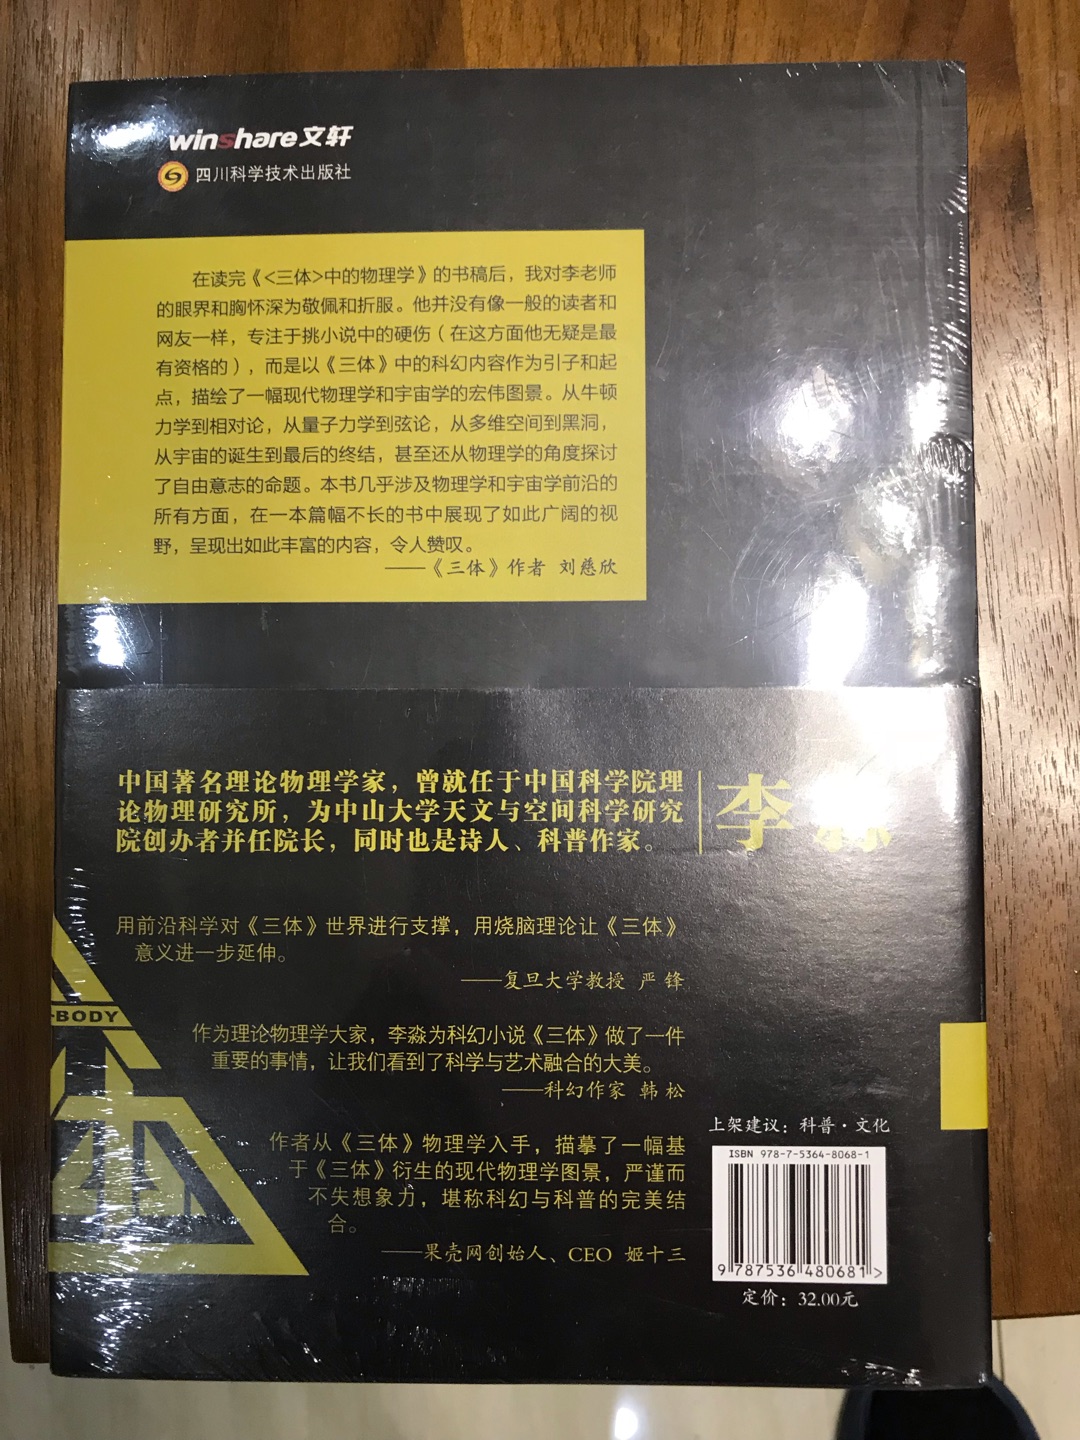 winshare文轩
四川科学技术出版社
在读完《<三体>中的物理学》的书稿后，我对李老师
的眼界和胸怀深为敬佩和折服。他并没有像一般的读者和
网友一样，专注于挑小说中的硬伤（在这方面他无疑是最
有资格的），而是以《三体》中的科幻内容作为引子和起
点，描绘了一幅现代物理学和宇宙学的宏伟图景。从牛顿
力学到相对论，从量子力学到弦论，从多维空间到黑洞，
从宇宙的诞生到最后的终结，甚至还从物理学的角度探讨
了自由意志的命题。本书几乎涉及物理学和宇宙学前沿的
所有方面，在一本篇幅不长的书中展现了如此广阔的视
野，呈现出如此丰富的内容，令人赞叹。
——《三体》作者 刘慈欣
中国著名理论物理学家，曾就任于中国科学院理
论物理研究所，为中山大学天文与空间科学研究
院创办者并任院长，同时也是诗人、科普作家。
李淼
用前沿科学对《三体》世界进行支撑，用烧脑理论让《三体》
意义进一步延伸。
——复旦大学教授 严锋
作为理论物理学大家，李淼为科幻小说《三体》做了一件
重要的事情，让我们看到了科学与艺术融合的大美。
——科幻作家 韩松
作者从《三体》物理学入手，描摹了一幅基
于《三体》衍生的现代物理学图景，严谨而
不失想象力，堪称科幻与科普的完美结
合。
——果壳网创始人、CEO 姬十三
-BODY
体
上架建议：科普·文化
ISBN 978-7-5364-8068-1
9 787536 480681 >
定价：32.00元